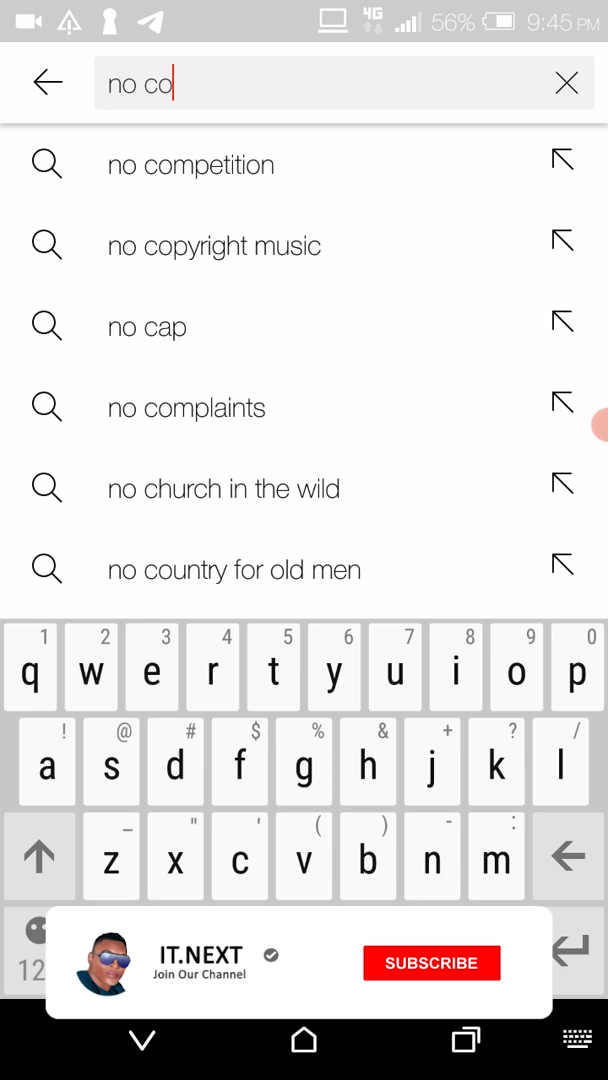 4G 56% 9:45 PM
no co
no competition
no copyright music
no cap
no complaints
no church in the wild
no country for old men
1 2 3 4 5 6 7 8 9 0
q w e r t y u i o p
! @ # $ % & + ? /
a s d f g h j k l
_ " ' ( ) - :
z x c v b n m
12
IT.NEXT
Join Our Channel
SUBSCRIBE